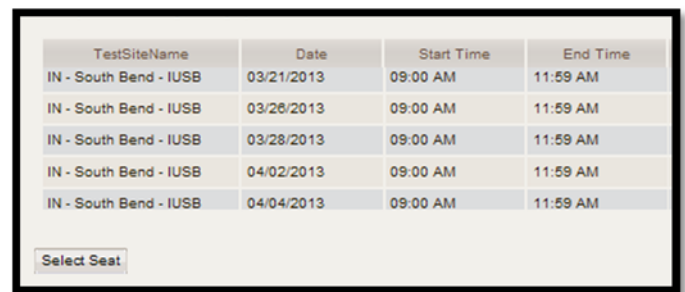 TestSiteName Date Start Time End Time
IN - South Bend - IUSB 03/21/2013 09:00 AM 11:59 AM
IN - South Bend - IUSB 03/26/2013 09:00 AM 11:59 AM
IN - South Bend - IUSB 03/28/2013 09:00 AM 11:59 AM
IN - South Bend - IUSB 04/02/2013 09:00 AM 11:59 AM
IN - South Bend - IUSB 04/04/2013 09:00 AM 11:59 AM
Select Seat